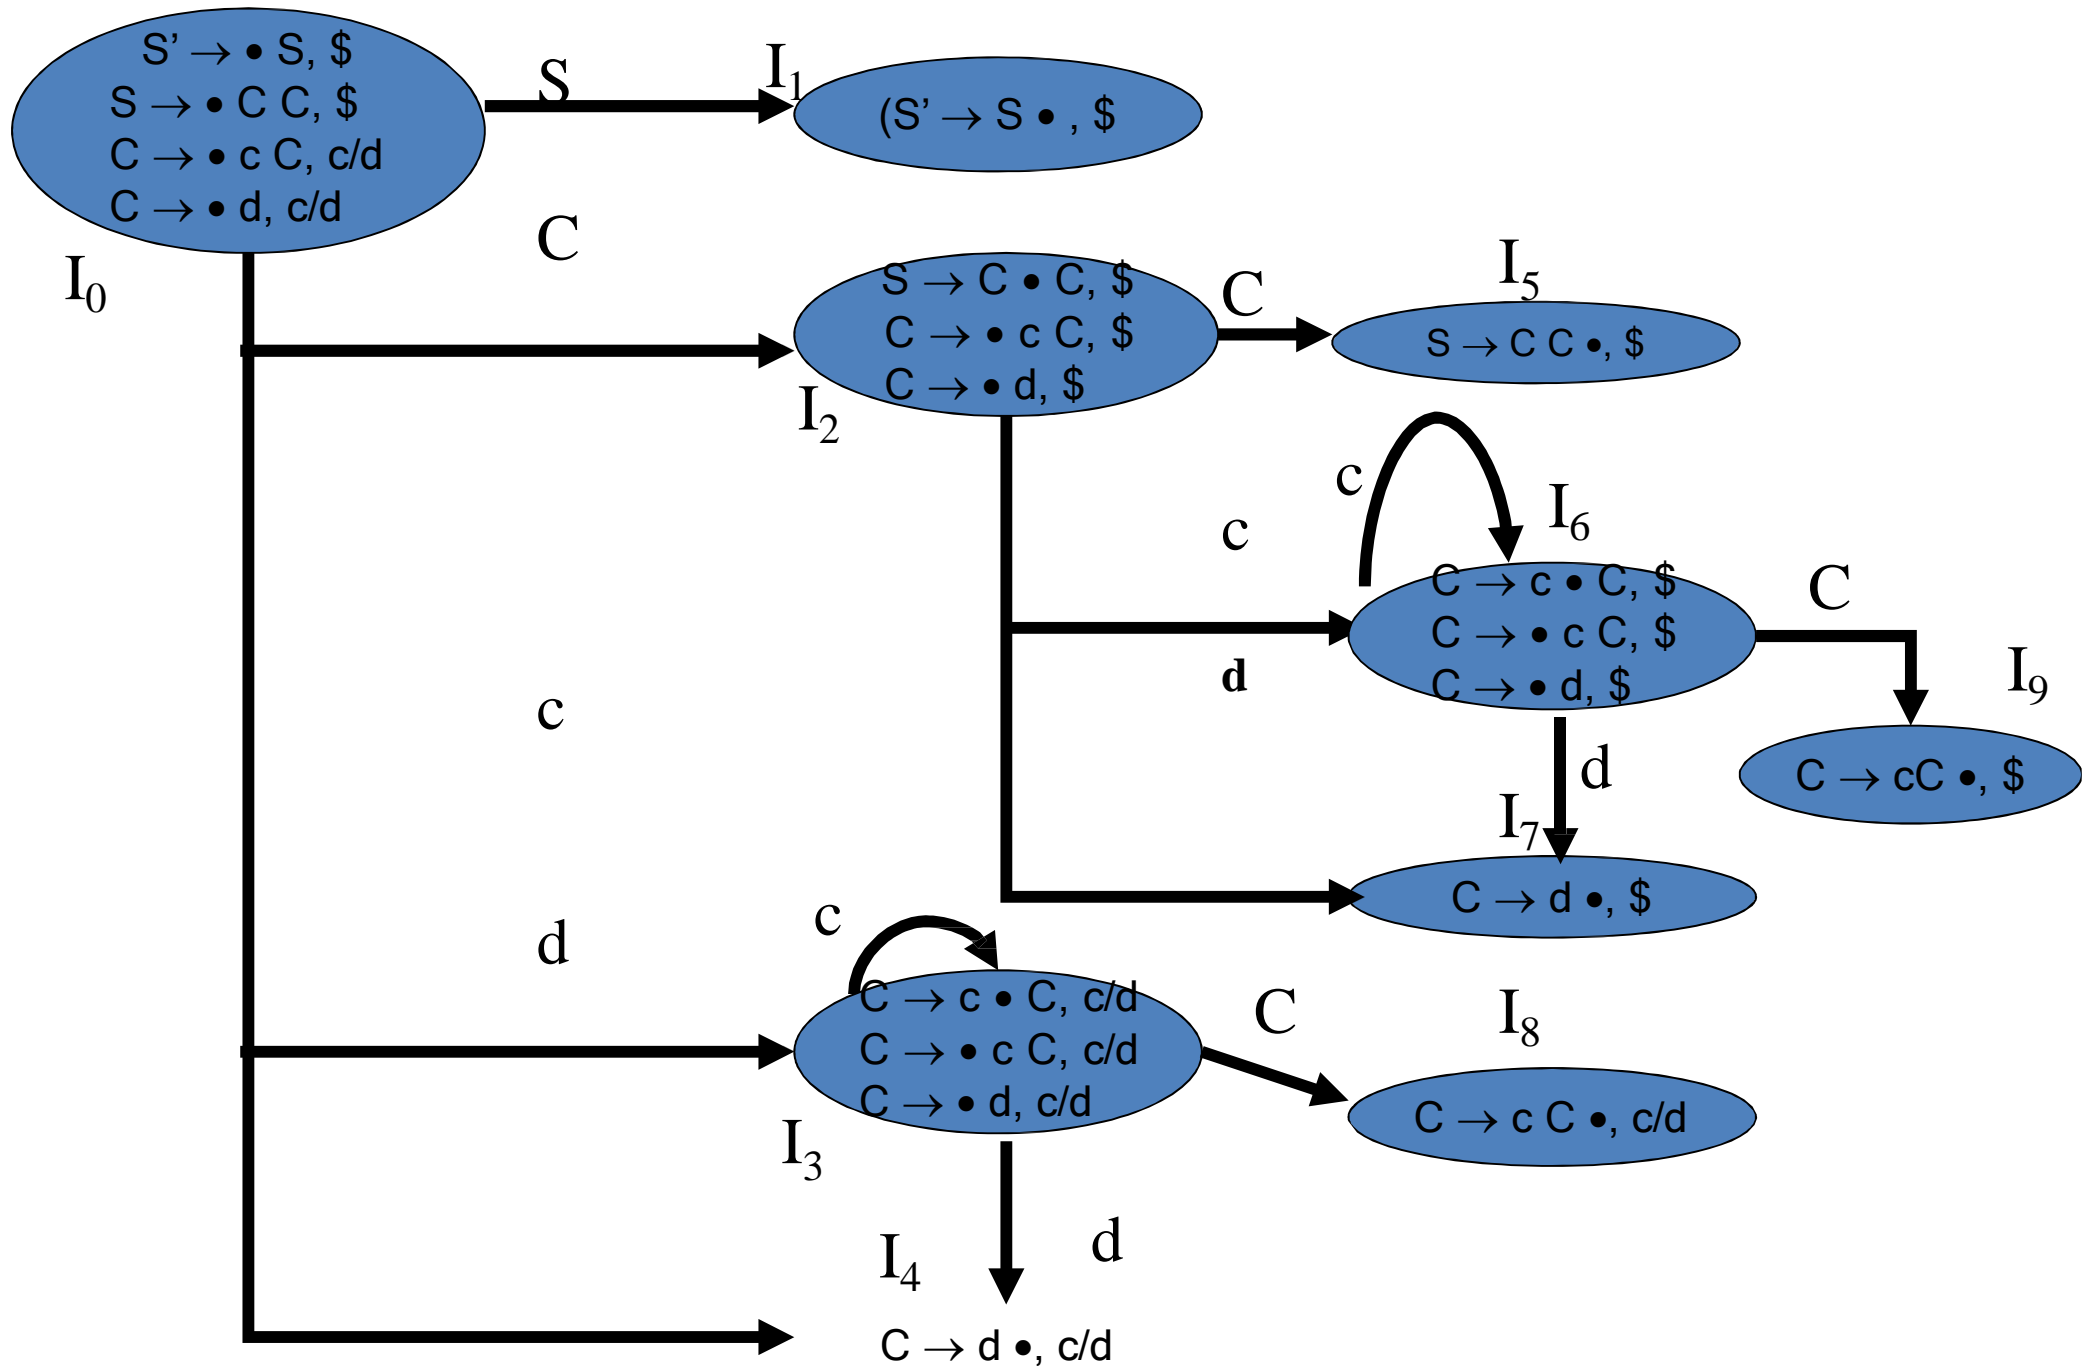 S’ → • S, $
S → • C C, $
C → • c C, c/d
C → • d, c/d
I0
S
I1
(S’ → S • , $
C
S → C • C, $
C → • c C, $
C → • d, $
I2
C
I5
S → C C •, $
c
c
I6
C → c • C, $
C → • c C, $
C → • d, $
C
I9
C → cC •, $
d
d
I7
C → d •, $
c
d
c
C → c • C, c/d
C → • c C, c/d
C → • d, c/d
I3
C
I8
C → c C •, c/d
d
I4
C → d •, c/d